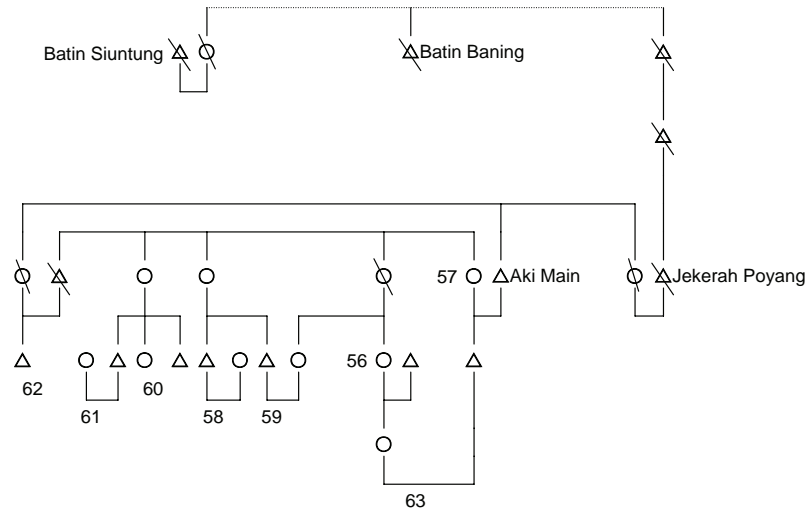 Batin Siuntung
Batin Baning
57
Aki Main
Jekerah Poyang
56
62
60
61
58
59
63